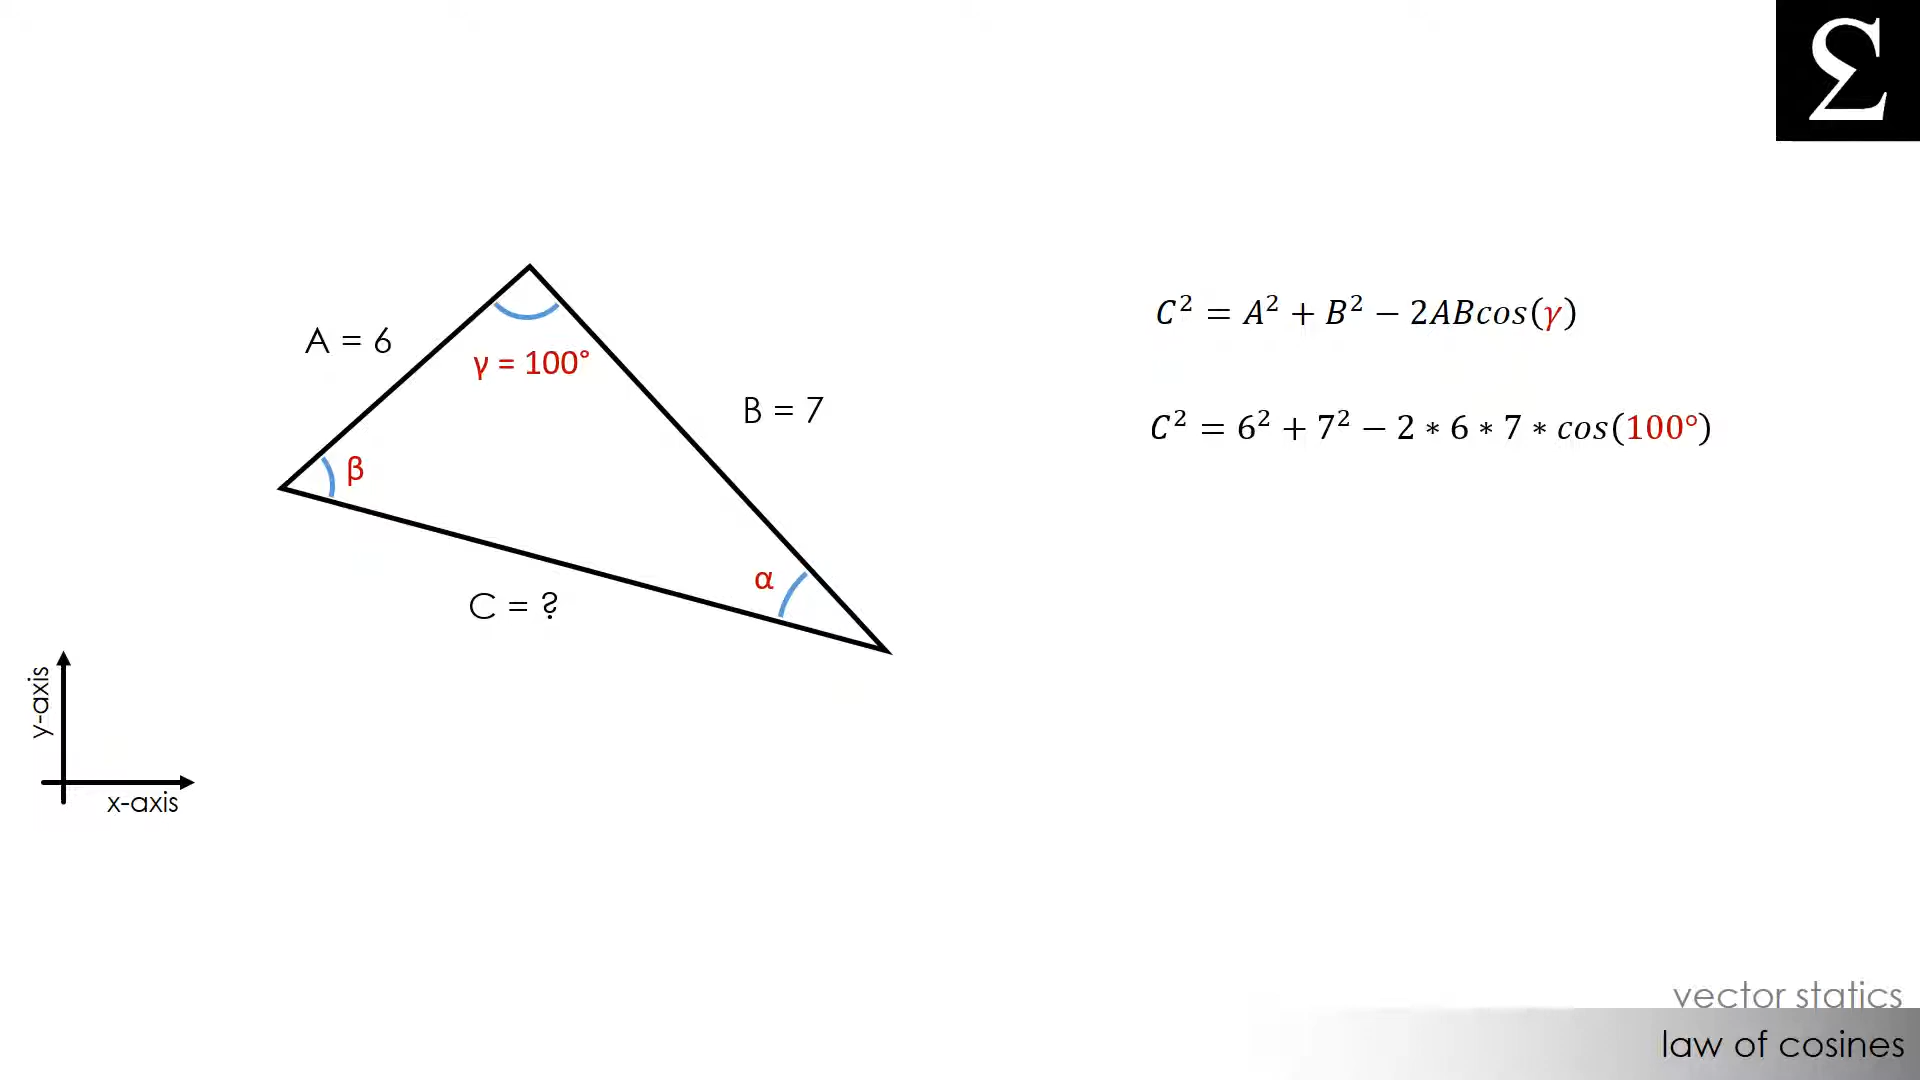 Σ
A = 6
γ = 100°
B = 7
β
α
C = ?
y-axis
x-axis
C² = A² + B² − 2ABcos(γ)
C² = 6² + 7² − 2 ∗ 6 ∗ 7 ∗ cos(100°)
vector statics
law of cosines